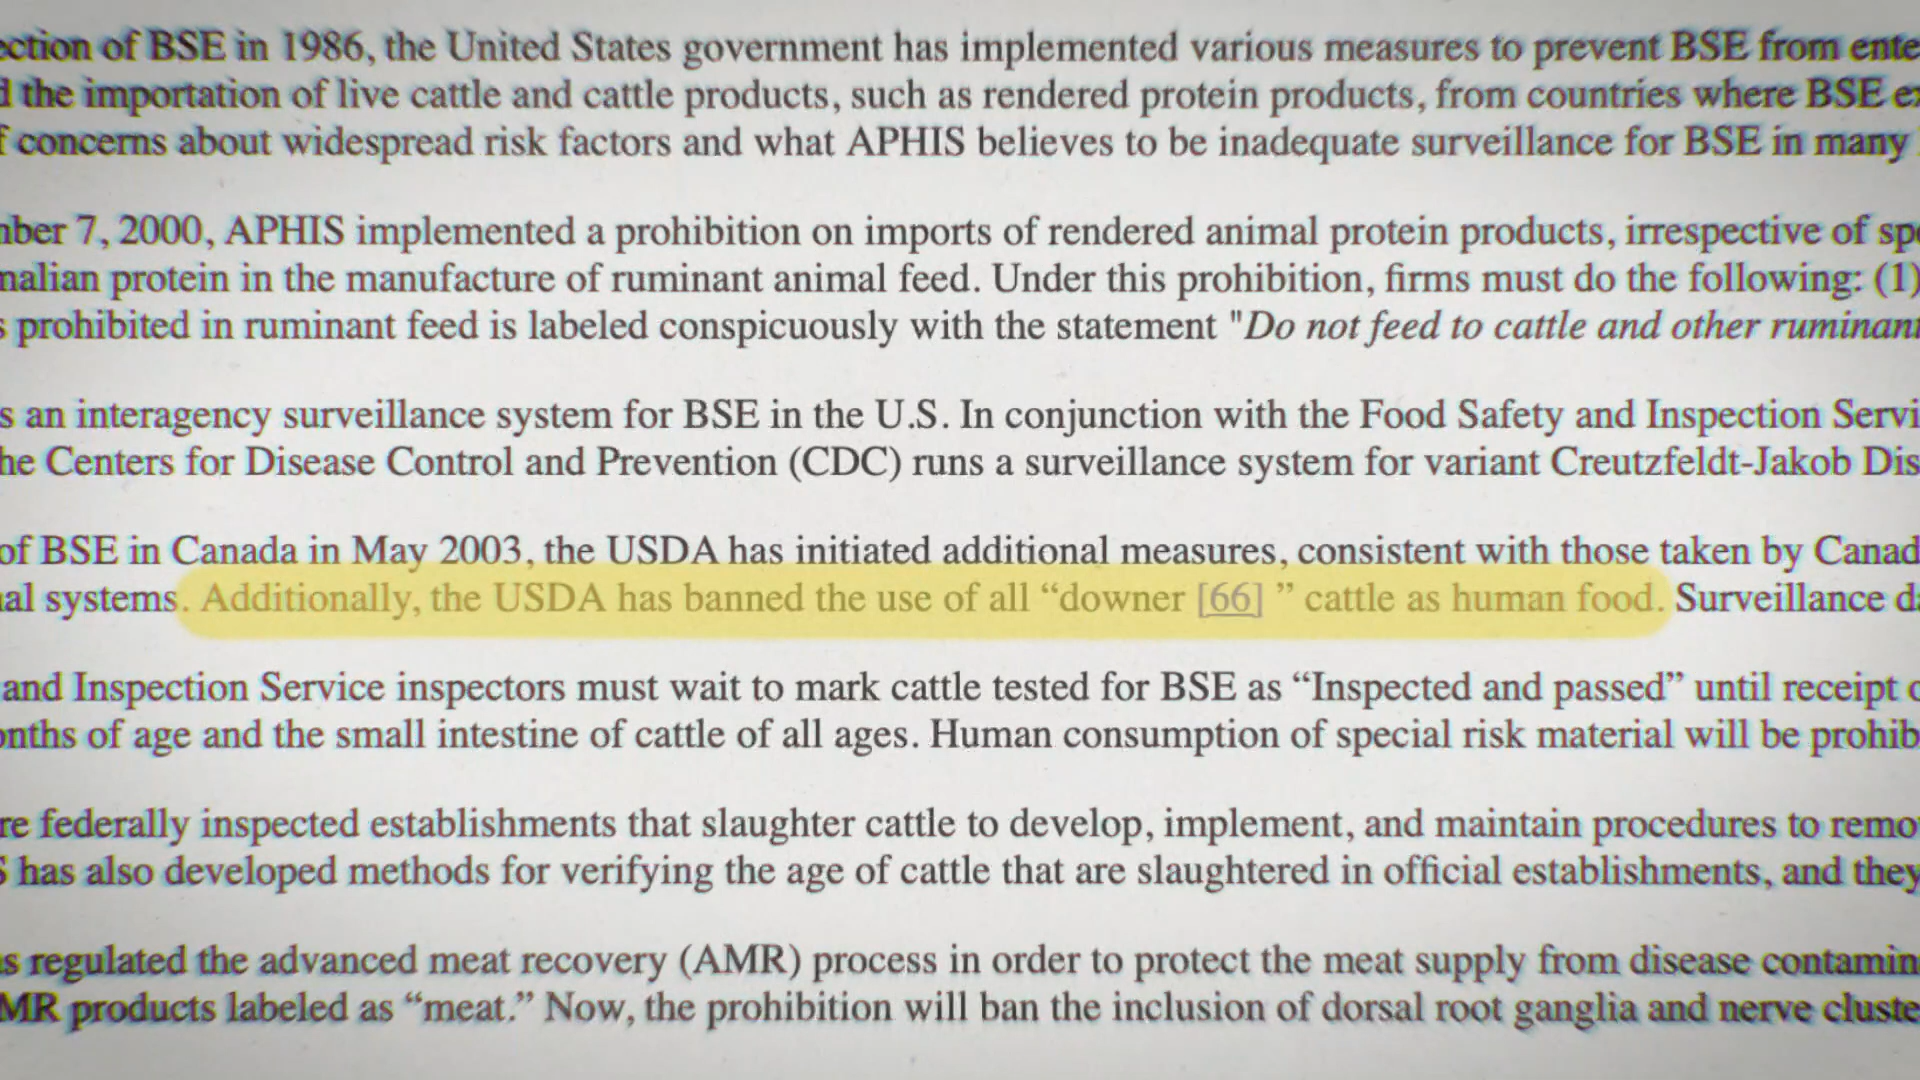 of BSE in 1986, the United States government has implemented various measures to prevent BSE from
the importation of live cattle and cattle products, such as rendered protein products, from countries where BSE
concerns about widespread risk factors and what APHIS believes to be inadequate surveillance for BSE in many
7, 2000, APHIS implemented a prohibition on imports of rendered animal protein products, irrespective of
protein in the manufacture of ruminant animal feed. Under this prohibition, firms must do the following: (1)
prohibited in ruminant feed is labeled conspicuously with the statement "Do not feed to cattle and other ruminant
s an interagency surveillance system for BSE in the U.S. In conjunction with the Food Safety and Inspection Servi
he Centers for Disease Control and Prevention (CDC) runs a surveillance system for variant Creutzfeldt-Jakob Dis
of BSE in Canada in May 2003, the USDA has initiated additional measures, consistent with those taken by Canad
al systems. Additionally, the USDA has banned the use of all “downer [66] ” cattle as human food. Surveillance
and Inspection Service inspectors must wait to mark cattle tested for BSE as “Inspected and passed” until receipt
onths of age and the small intestine of cattle of all ages. Human consumption of special risk material will be prohib
re federally inspected establishments that slaughter cattle to develop, implement, and maintain procedures to remo
S has also developed methods for verifying the age of cattle that are slaughtered in official establishments, and they
s regulated the advanced meat recovery (AMR) process in order to protect the meat supply from disease contamin
MR products labeled as “meat.” Now, the prohibition will ban the inclusion of dorsal root ganglia and nerve cluste